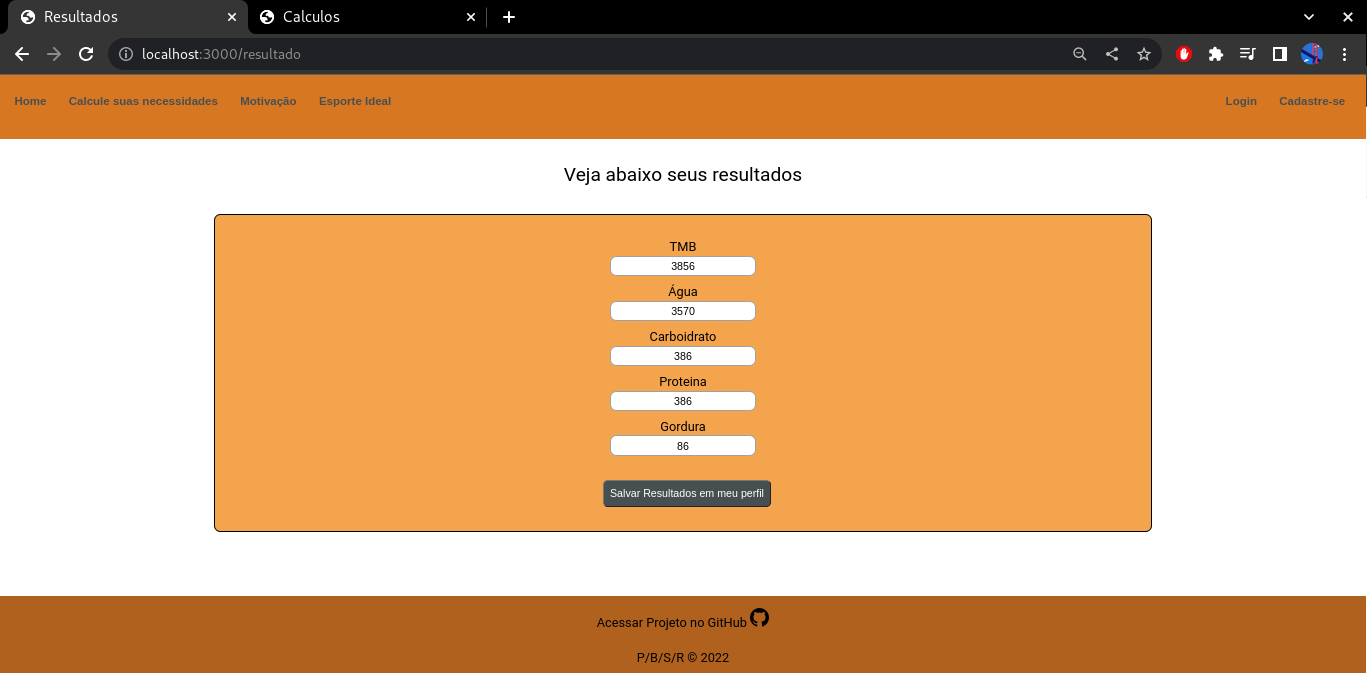 Resultados
Calculos
localhost:3000/resultado
Home Calcule suas necessidades Motivação Esporte Ideal Login Cadastre-se
Veja abaixo seus resultados
TMB
3856
Água
3570
Carboidrato
386
Proteina
386
Gordura
86
Salvar Resultados em meu perfil
Acessar Projeto no GitHub
P/B/S/R © 2022